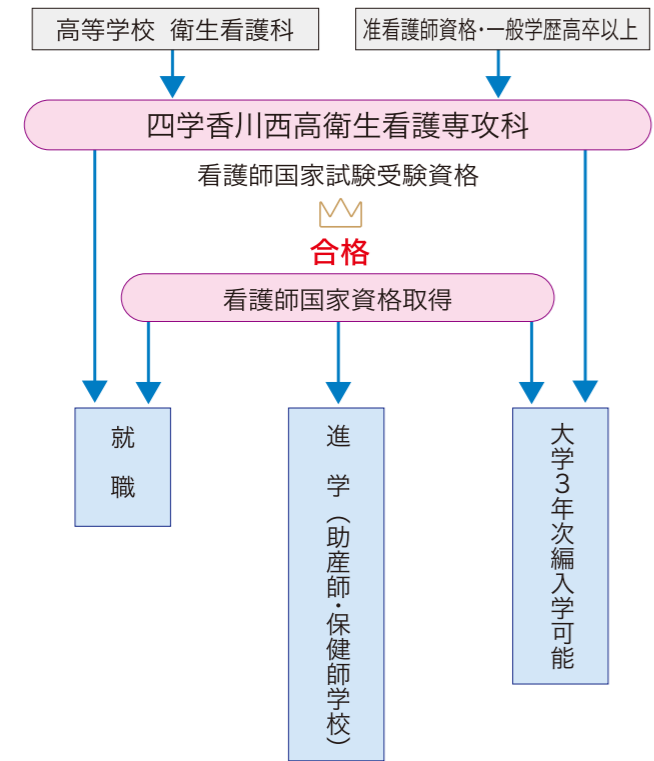 高等学校 衛生看護科
准看護師資格・一般学歴高卒以上
四学香川西高衛生看護専攻科
看護師国家試験受験資格
合格
看護師国家資格取得
就職
進学（助産師・保健師学校）
大学3年次編入学可能